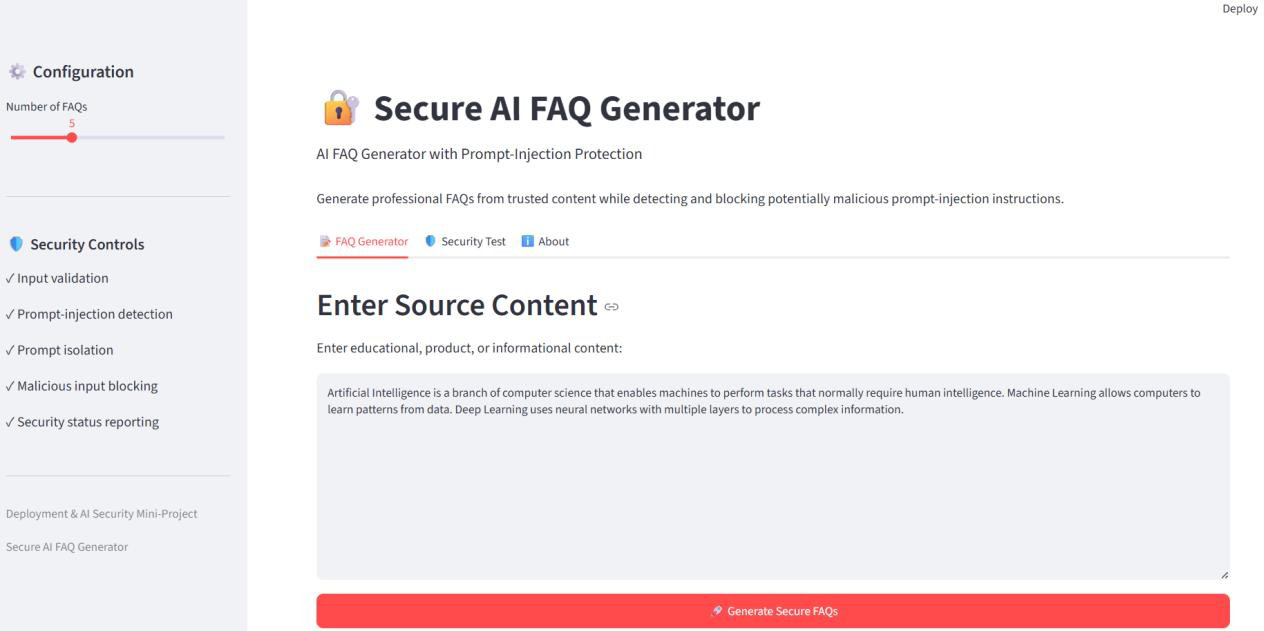 Deploy
Configuration
Number of FAQs
5
Security Controls
✓ Input validation
✓ Prompt-injection detection
✓ Prompt isolation
✓ Malicious input blocking
✓ Security status reporting
Deployment & AI Security Mini-Project
Secure AI FAQ Generator
Secure AI FAQ Generator
AI FAQ Generator with Prompt-Injection Protection
Generate professional FAQs from trusted content while detecting and blocking potentially malicious prompt-injection instructions.
FAQ Generator Security Test About
Enter Source Content
Enter educational, product, or informational content:
Artificial Intelligence is a branch of computer science that enables machines to perform tasks that normally require human intelligence. Machine Learning allows computers to
learn patterns from data. Deep Learning uses neural networks with multiple layers to process complex information.
Generate Secure FAQs